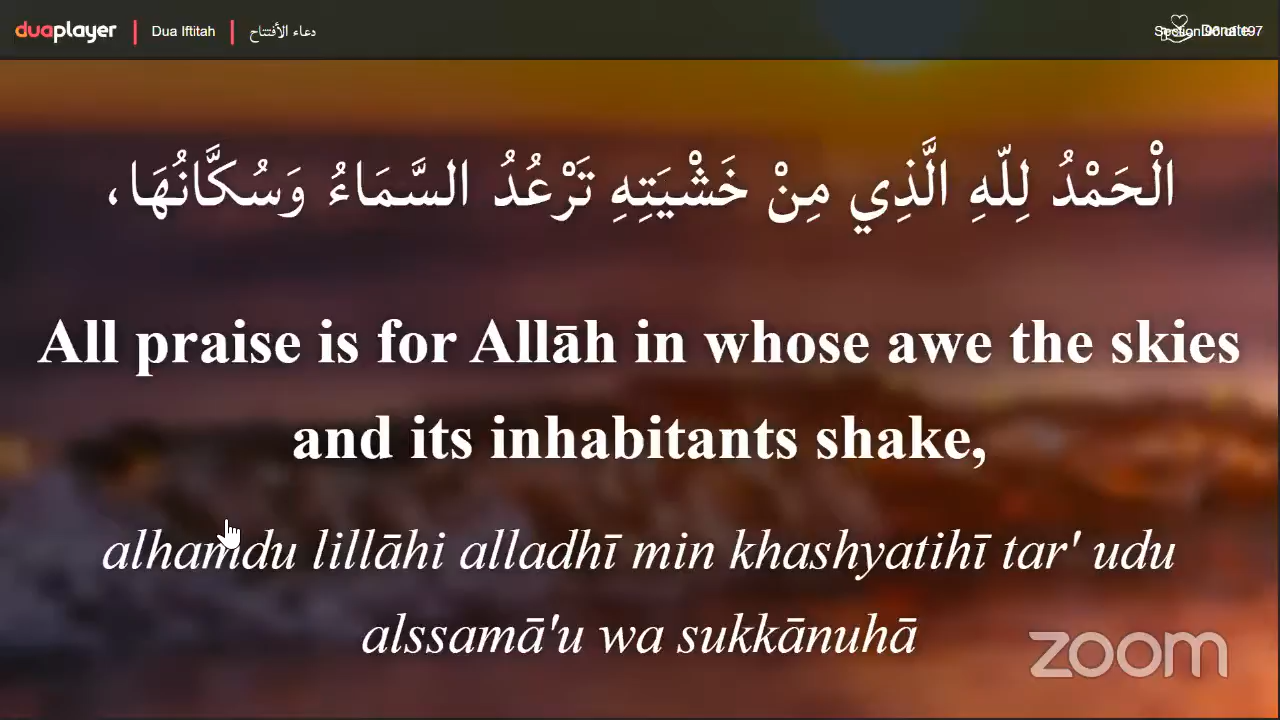 duaplayer | Dua Iftitah | دعاء الأفتتاح
Donate
الْحَمْدُ لِلّهِ الَّذِي مِنْ خَشْيَتِهِ تَرْعُدُ السَّمَاءُ وَسُكَّانُهَا،
All praise is for Allāh in whose awe the skies
and its inhabitants shake,
alhamdu lillāhi alladhī min khashyatihī tar' udu
alssamā'u wa sukkānuhā
zoom